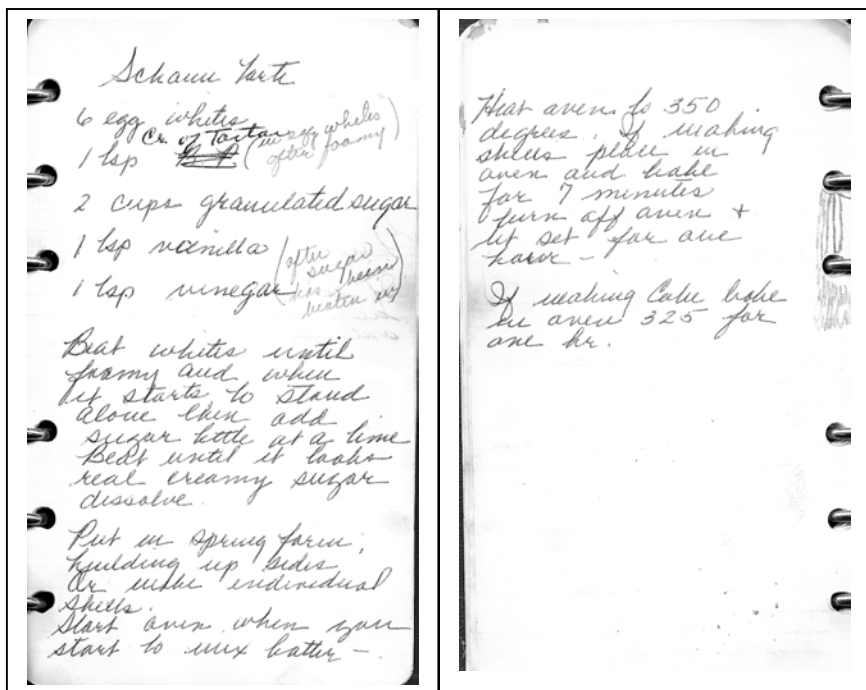 Schaum Torte
6 egg whites
Cr. of Tartar
1 tsp B.P. (in egg whites
after foamy)
2 cups granulated sugar
1 tsp vanilla (after
sugar
1 tsp vinegar has been
beaten in)
Beat whites until
foamy and when
it starts to stand
alone then add
sugar little at a time
Beat until it looks
real creamy sugar
dissolve.
Put in spring form,
building up sides
Or make individual
shells.
Start oven when you
start to mix batter –
Heat oven to 350
degrees. If making
shells place in
oven and bake
for 7 minutes
Turn off oven +
let set for one
hour –
If making Cake bake
in oven 325 for
one hr.